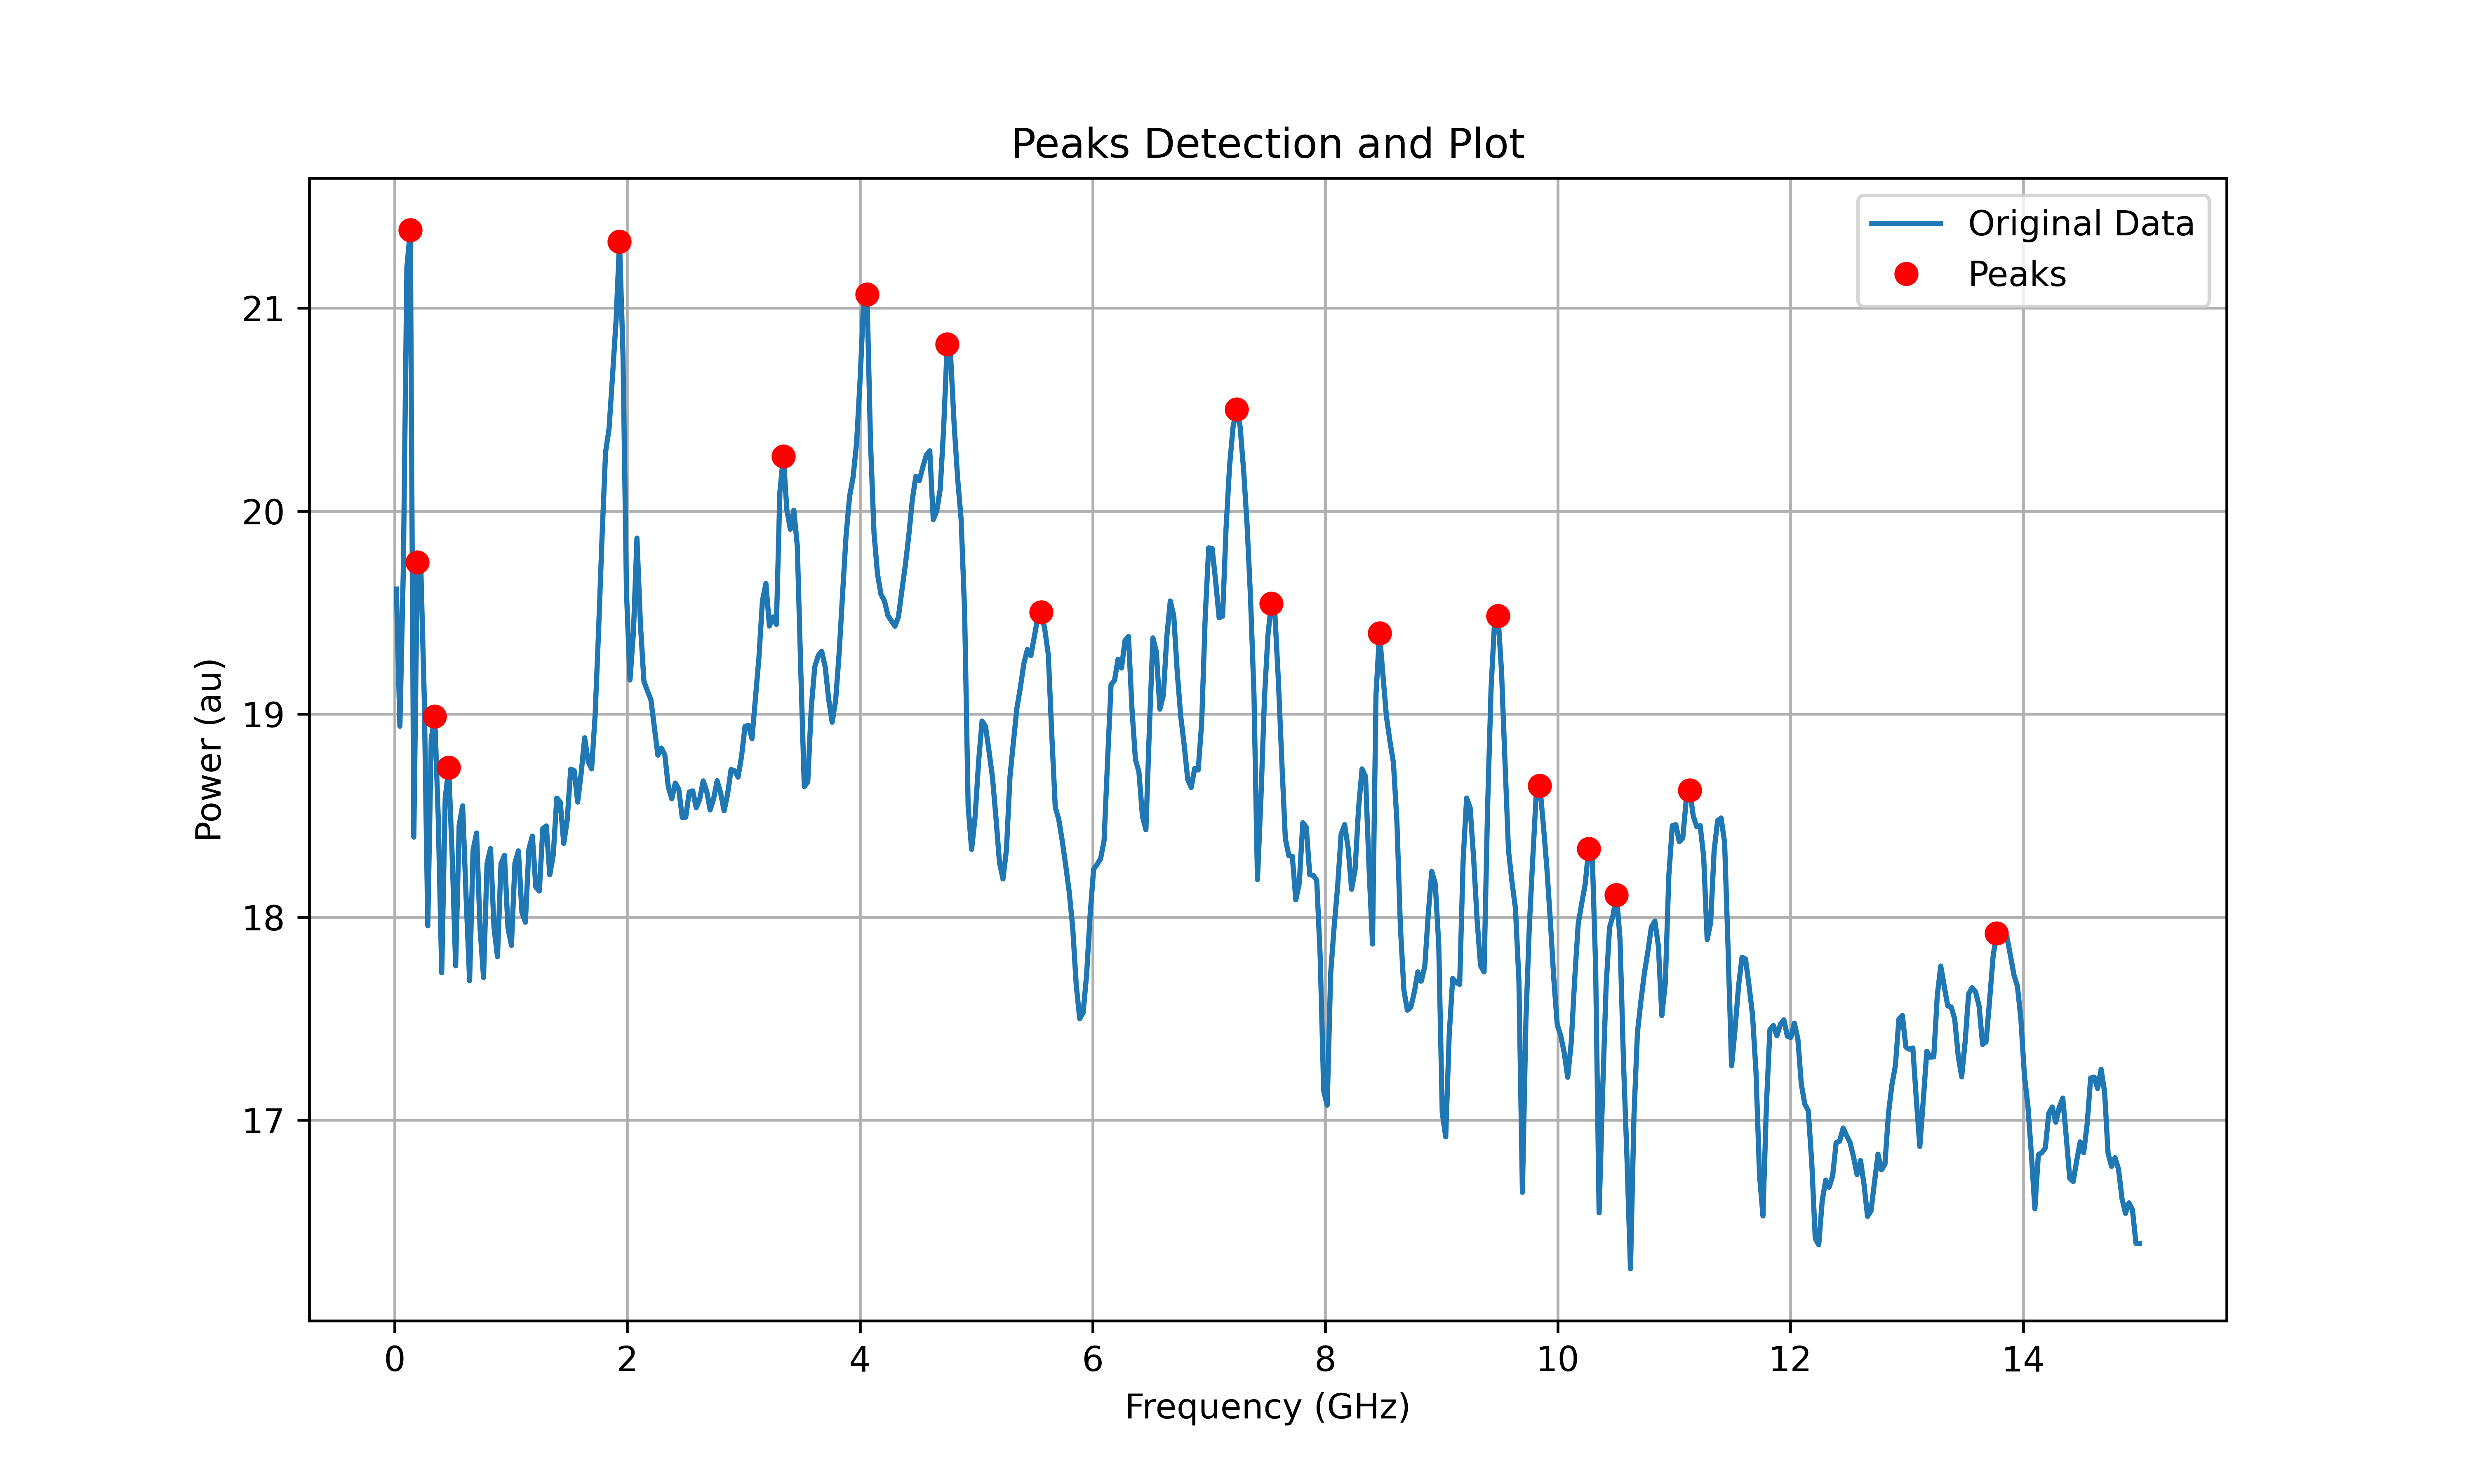 Peaks Detection and Plot
Original Data
Peaks
21
20
19
18
17
Power (au)
0 2 4 6 8 10 12 14
Frequency (GHz)